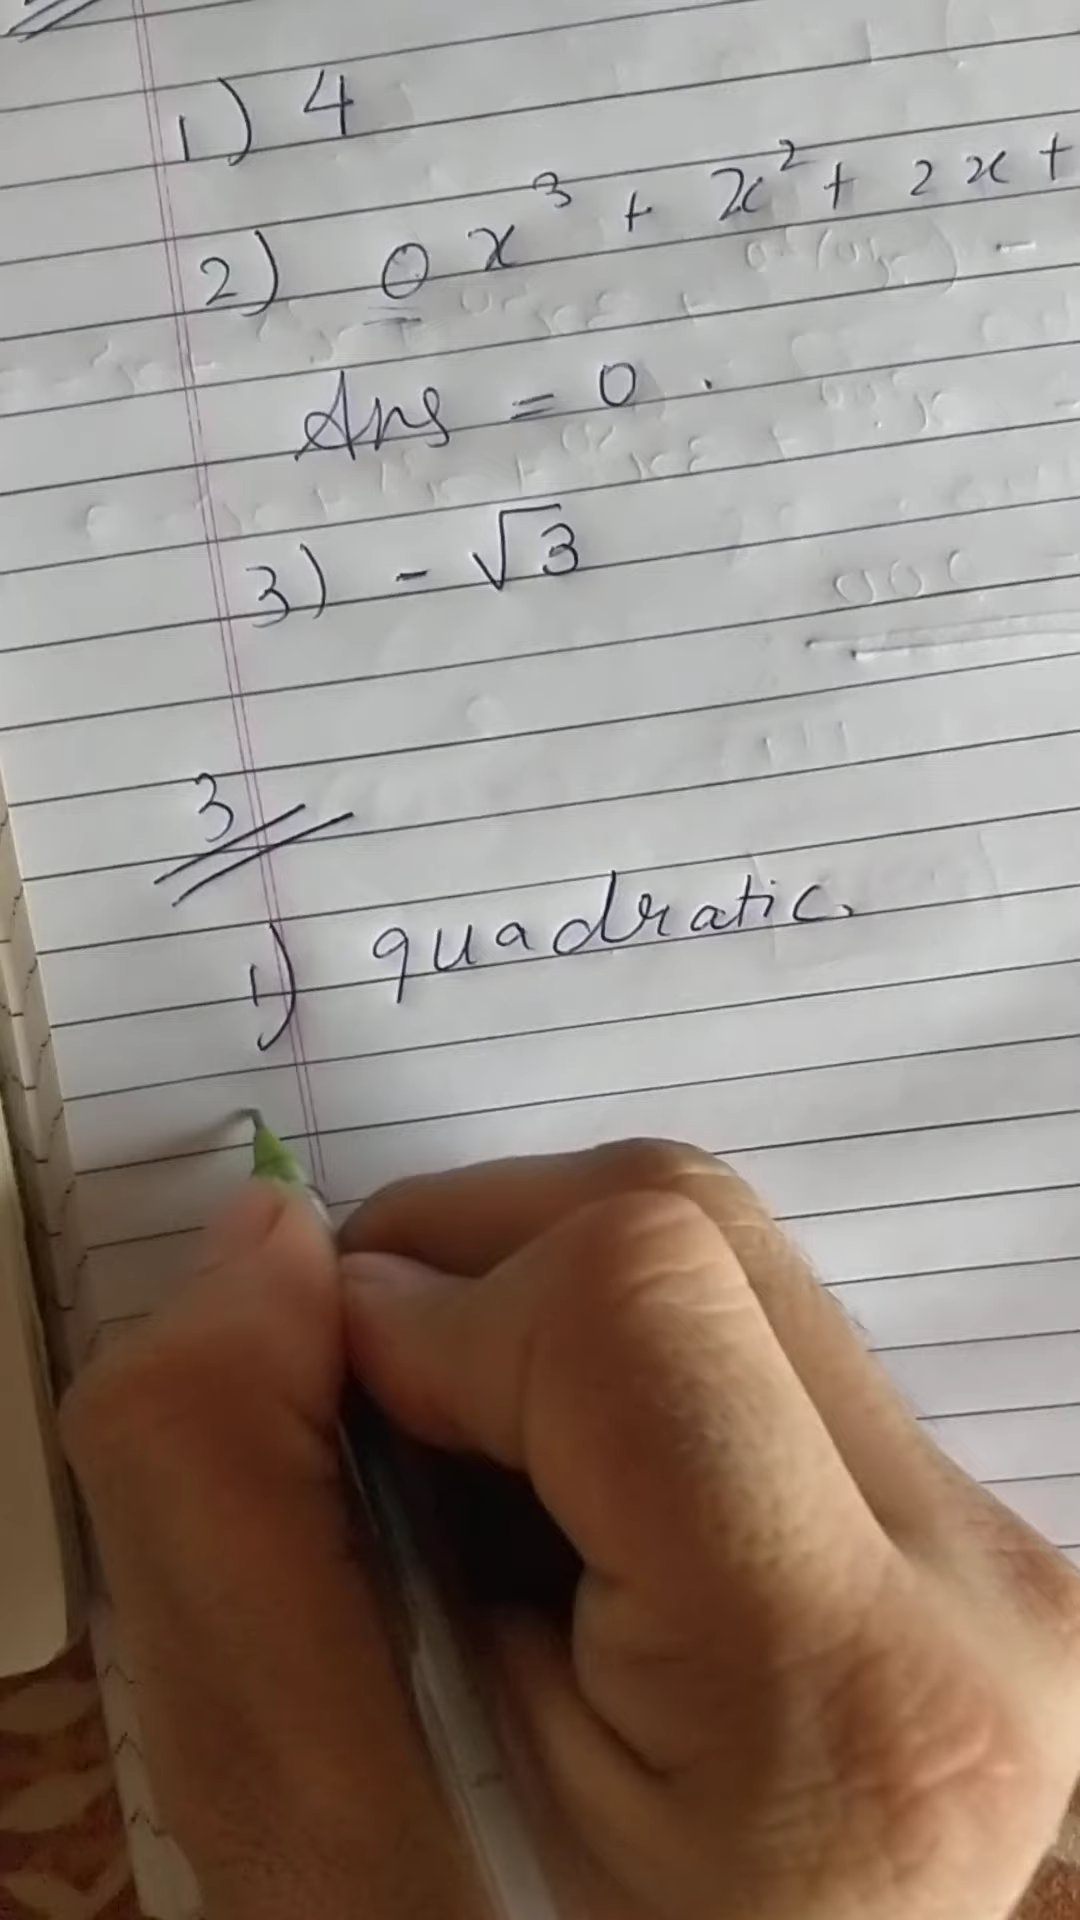 1) 4
2) 0x³ + x² + 2x +
Ans = 0.
3) - √3
3
1) quadratic.